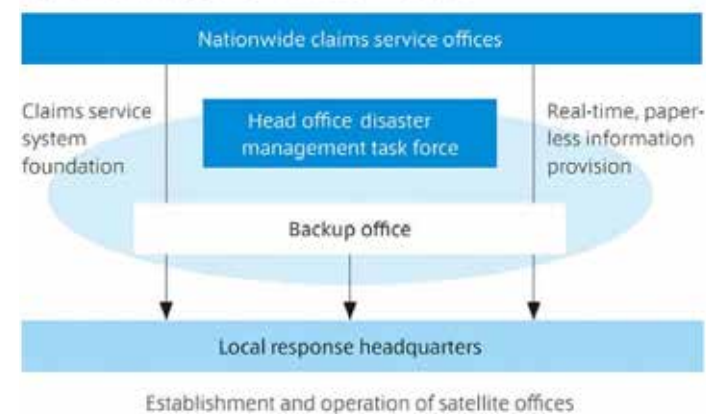 Nationwide claims service offices
Claims service
system
foundation
Head office disaster
management task force
Real-time, paper-
less information
provision
Backup office
Local response headquarters
Establishment and operation of satellite offices